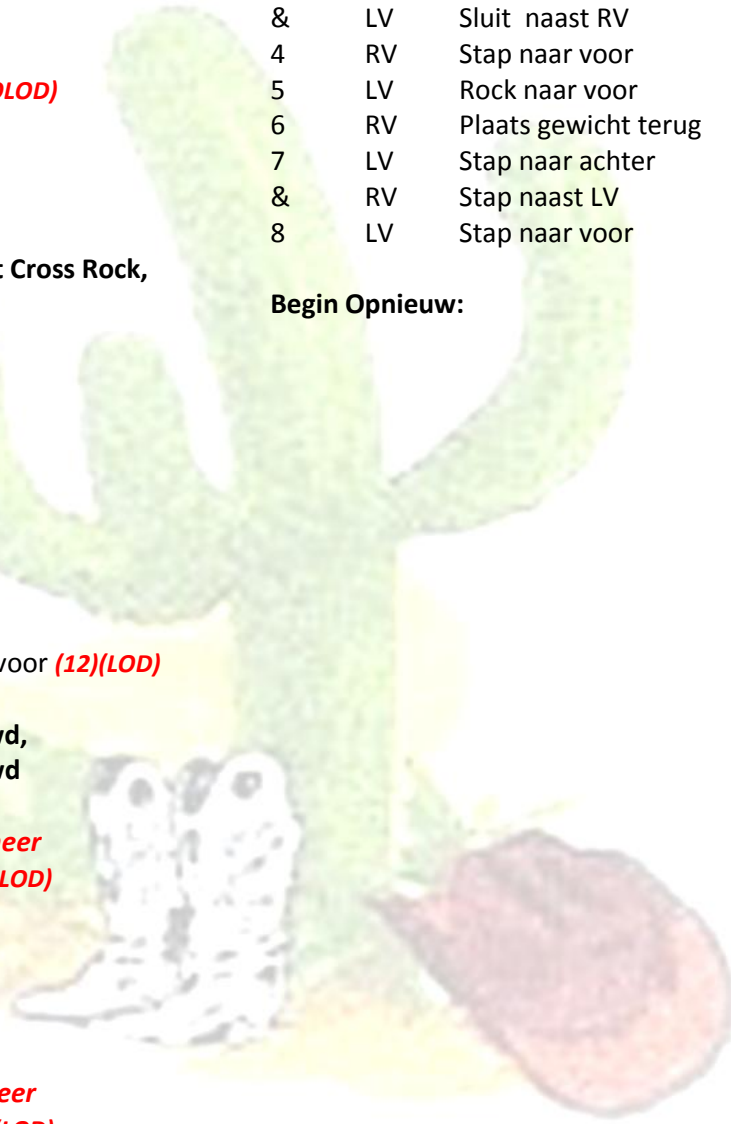 LOD)
t Cross Rock,
voor (12)(LOD)
wd,
wd
eer
LOD)
eer
& LV Sluit naast RV
4 RV Stap naar voor
5 LV Rock naar voor
6 RV Plaats gewicht terug
7 LV Stap naar achter
& RV Stap naast LV
8 LV Stap naar voor
Begin Opnieuw: